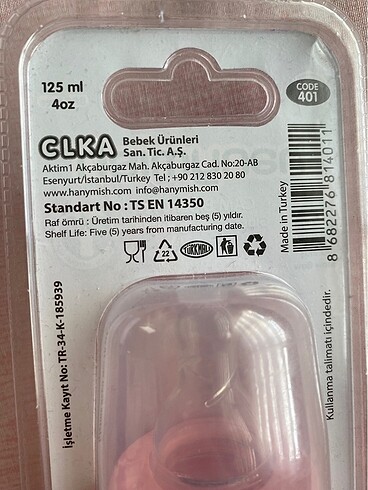 125 ml
4oz
CODE
401
CLKA Bebek Ürünleri
San. Tic. A.Ş.
Aktim1 Akçaburgaz Mah. Akçaburgaz Cad. No:20-AB
Esenyurt/İstanbul/Turkey Tel ; +90 212 830 20 80
www.hanymish.com info@hanymish.com
Standart No : TS EN 14350
Raf ömrü : Üretim tarihinden itibaren beş (5) yıldır.
Shelf Life: Five (5) years from manufacturing date.
22
TÜRKMALI
Made in Turkey
8 682276 814011
İşletme Kayıt No: TR-34-K-185939
Kullanma talimatı içindedir.